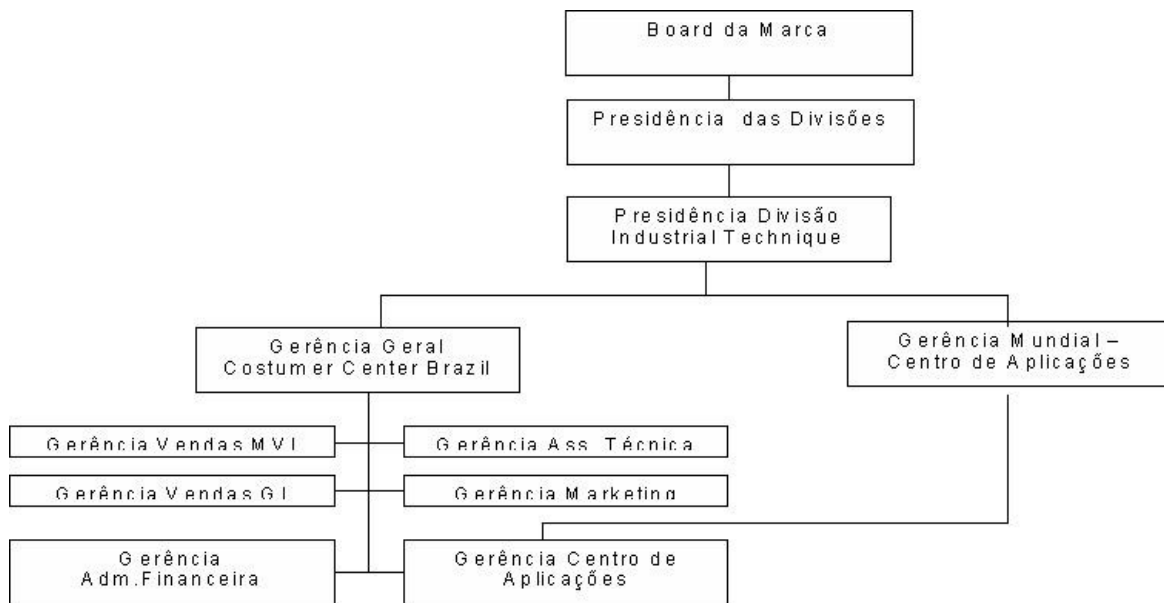 Board da Marca
Presidência das Divisões
Presidência Divisão
Industrial Technique
Gerência Geral
Costumer Center Brazil
Gerência Mundial –
Centro de Aplicações
Gerência Vendas MVI
Gerência Ass. Técnica
Gerência Vendas GI
Gerência Marketing
Gerência
Adm.Financeira
Gerência Centro de
Aplicações